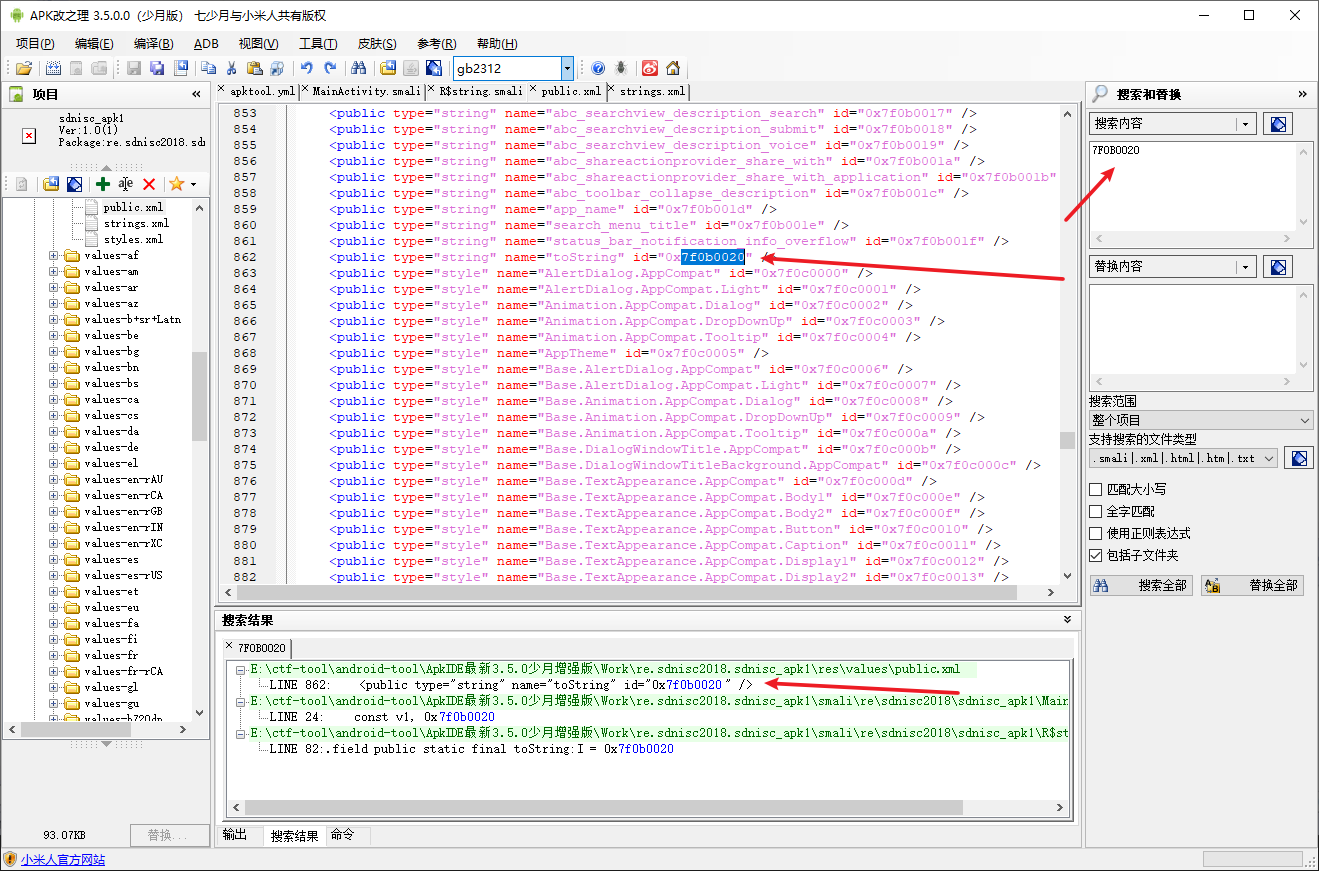 APK改之理 3.5.0.0（少月版） 七少月与小米人共有版权
项目(P) 编辑(E) 编译(B) ADB 视图(V) 工具(T) 皮肤(S) 参考(R) 帮助(H)
gb2312
项目
sdnisc_apk1
Ver:1.0(1)
Package:re.sdnisc2018.sd
public.xml
strings.xml
styles.xml
values-af
values-am
values-ar
values-az
values-b+sr+Latn
values-be
values-bg
values-bn
values-bs
values-ca
values-cs
values-da
values-de
values-el
values-en-rAU
values-en-rCA
values-en-rGB
values-en-rIN
values-en-rXC
values-es
values-es-rUS
values-et
values-eu
values-fa
values-fi
values-fr
values-fr-rCA
values-gl
values-gu
values-h720dp
93.07KB
替换...
apktool.yml MainActivity.smali R$string.smali public.xml strings.xml
853 <public type="string" name="abc_searchview_description_search" id="0x7f0b0017" />
854 <public type="string" name="abc_searchview_description_submit" id="0x7f0b0018" />
855 <public type="string" name="abc_searchview_description_voice" id="0x7f0b0019" />
856 <public type="string" name="abc_shareactionprovider_share_with" id="0x7f0b001a" />
857 <public type="string" name="abc_shareactionprovider_share_with_application" id="0x7f0b001b"
858 <public type="string" name="abc_toolbar_collapse_description" id="0x7f0b001c" />
859 <public type="string" name="app_name" id="0x7f0b001d" />
860 <public type="string" name="search_menu_title" id="0x7f0b001e" />
861 <public type="string" name="status_bar_notification_info_overflow" id="0x7f0b001f" />
862 <public type="string" name="toString" id="0x7f0b0020" />
863 <public type="style" name="AlertDialog.AppCompat" id="0x7f0c0000" />
864 <public type="style" name="AlertDialog.AppCompat.Light" id="0x7f0c0001" />
865 <public type="style" name="Animation.AppCompat.Dialog" id="0x7f0c0002" />
866 <public type="style" name="Animation.AppCompat.DropDownUp" id="0x7f0c0003" />
867 <public type="style" name="Animation.AppCompat.Tooltip" id="0x7f0c0004" />
868 <public type="style" name="AppTheme" id="0x7f0c0005" />
869 <public type="style" name="Base.AlertDialog.AppCompat" id="0x7f0c0006" />
870 <public type="style" name="Base.AlertDialog.AppCompat.Light" id="0x7f0c0007" />
871 <public type="style" name="Base.Animation.AppCompat.Dialog" id="0x7f0c0008" />
872 <public type="style" name="Base.Animation.AppCompat.DropDownUp" id="0x7f0c0009" />
873 <public type="style" name="Base.Animation.AppCompat.Tooltip" id="0x7f0c000a" />
874 <public type="style" name="Base.DialogWindowTitle.AppCompat" id="0x7f0c000b" />
875 <public type="style" name="Base.DialogWindowTitleBackground.AppCompat" id="0x7f0c000c" />
876 <public type="style" name="Base.TextAppearance.AppCompat" id="0x7f0c000d" />
877 <public type="style" name="Base.TextAppearance.AppCompat.Body1" id="0x7f0c000e" />
878 <public type="style" name="Base.TextAppearance.AppCompat.Body2" id="0x7f0c000f" />
879 <public type="style" name="Base.TextAppearance.AppCompat.Button" id="0x7f0c0010" />
880 <public type="style" name="Base.TextAppearance.AppCompat.Caption" id="0x7f0c0011" />
881 <public type="style" name="Base.TextAppearance.AppCompat.Display1" id="0x7f0c0012" />
882 <public type="style" name="Base.TextAppearance.AppCompat.Display2" id="0x7f0c0013" />
搜索结果
7F0B0020
E:\ctf-tool\android-tool\ApkIDE最新3.5.0少月增强版\Work\re.sdnisc2018.sdnisc_apk1\res\values\public.xml
LINE 862: <public type="string" name="toString" id="0x7f0b0020" />
E:\ctf-tool\android-tool\ApkIDE最新3.5.0少月增强版\Work\re.sdnisc2018.sdnisc_apk1\smali\re\sdnisc2018\sdnisc_apk1\Main
LINE 24: const v1, 0x7f0b0020
E:\ctf-tool\android-tool\ApkIDE最新3.5.0少月增强版\Work\re.sdnisc2018.sdnisc_apk1\smali\re\sdnisc2018\sdnisc_apk1\R$st
LINE 82:.field public static final toString:I = 0x7f0b0020
输出 搜索结果 命令
搜索和替换
搜索内容
7F0B0020
替换内容
搜索范围
整个项目
支持搜索的文件类型
.smali|.xml|.html|.htm|.txt
匹配大小写
全字匹配
使用正则表达式
包括子文件夹
搜索全部 替换全部
小米人官方网站